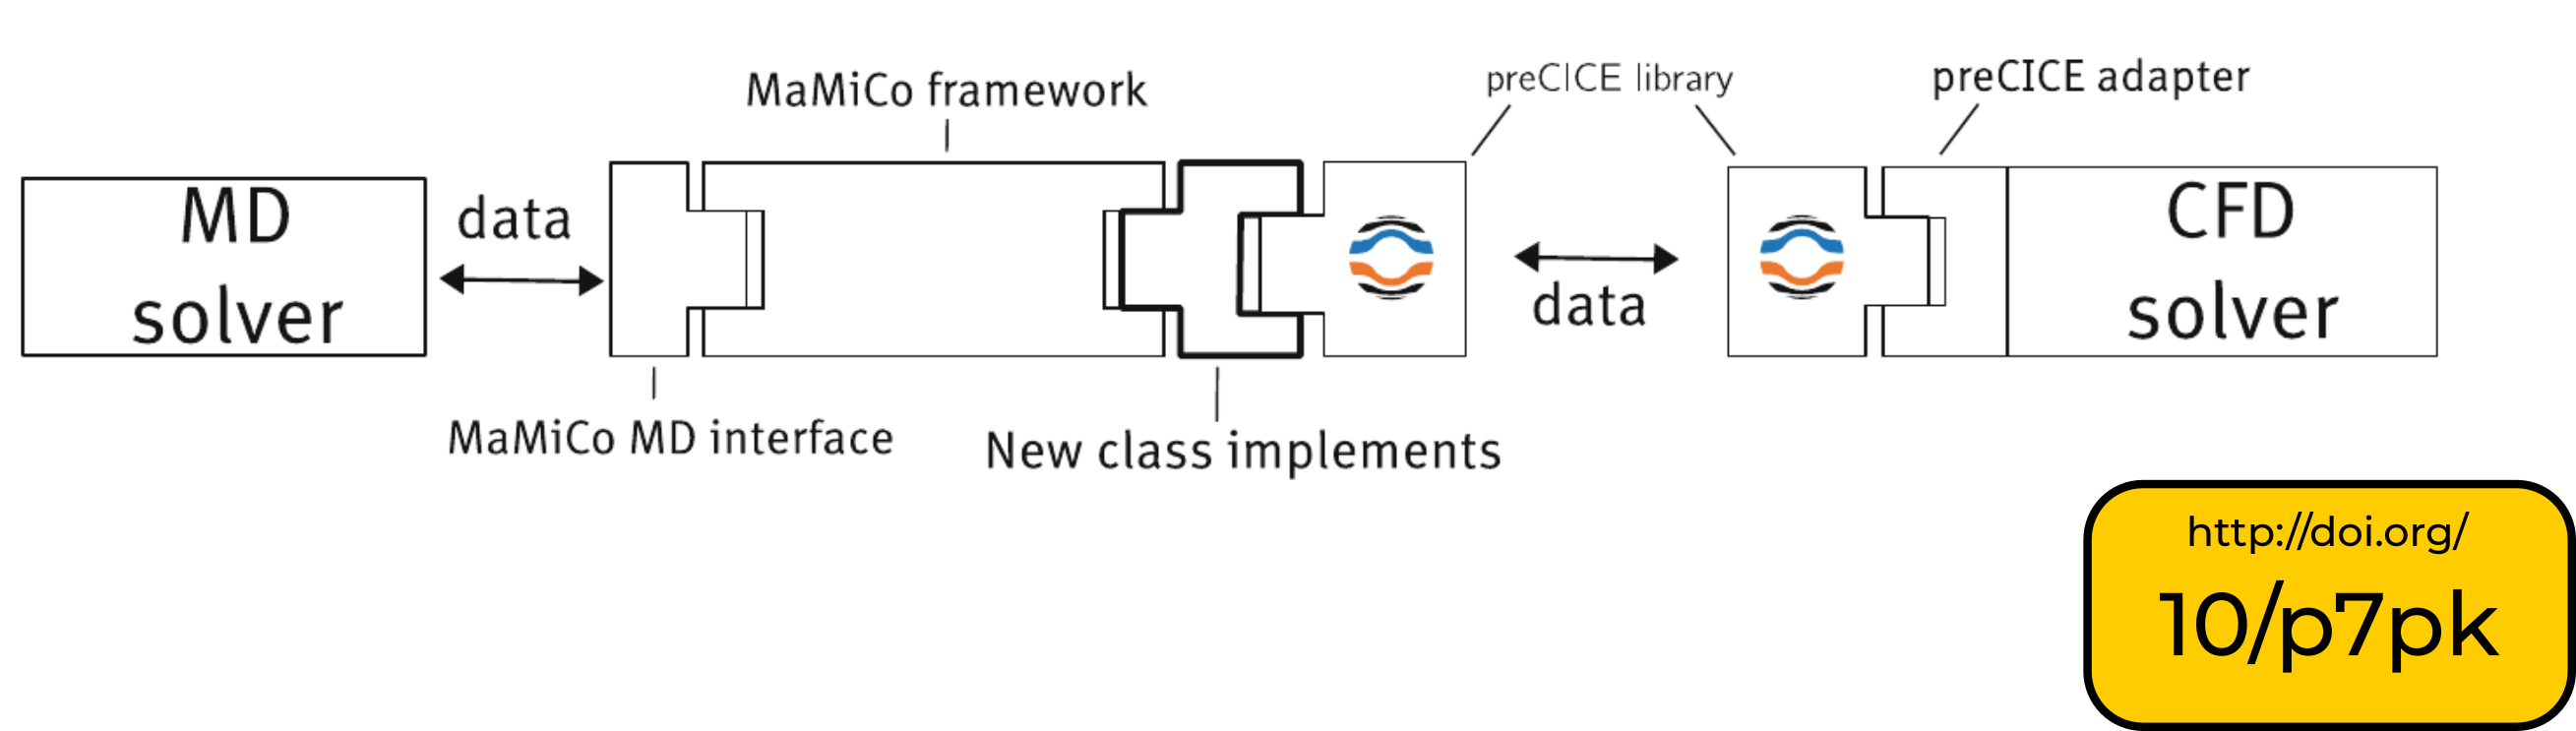 MaMiCo framework
preCICE library
preCICE adapter
MD
solver
data
data
CFD
solver
MaMiCo MD interface
New class implements
http://doi.org/
10/p7pk